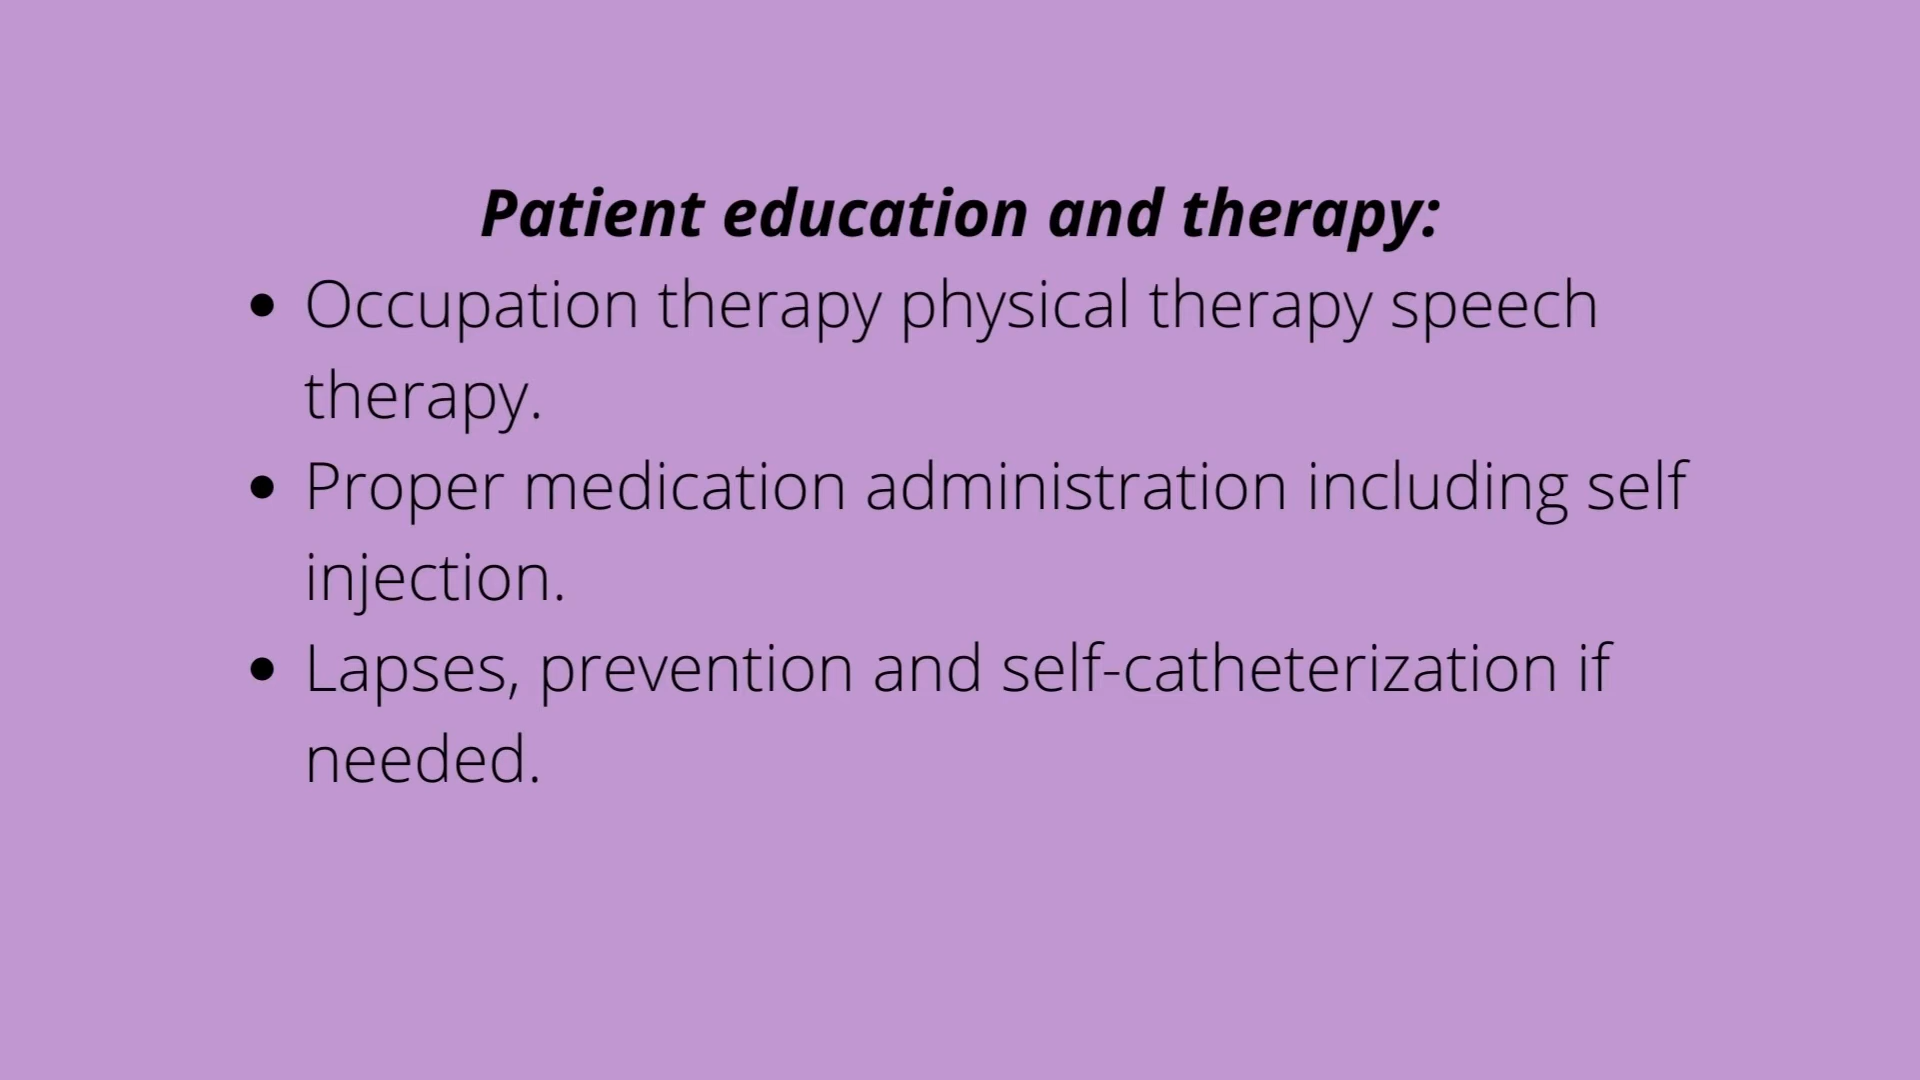 Patient education and therapy:
• Occupation therapy physical therapy speech
therapy.
• Proper medication administration including self
injection.
• Lapses, prevention and self-catheterization if
needed.